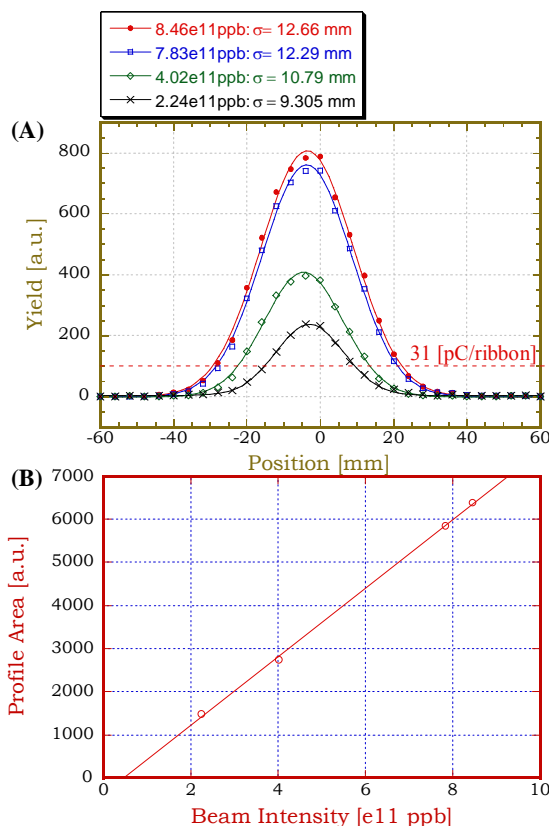 8.46e11ppb: σ= 12.66 mm
7.83e11ppb: σ= 12.29 mm
4.02e11ppb: σ = 10.79 mm
2.24e11ppb: σ = 9.305 mm
(A)
800
600
400
200
0
Yield [a.u.]
31 [pC/ribbon]
-60 -40 -20 0 20 40 60
Position [mm]
(B)
7000
6000
5000
4000
3000
2000
1000
0
Profile Area [a.u.]
0 2 4 6 8 10
Beam Intensity [e11 ppb]